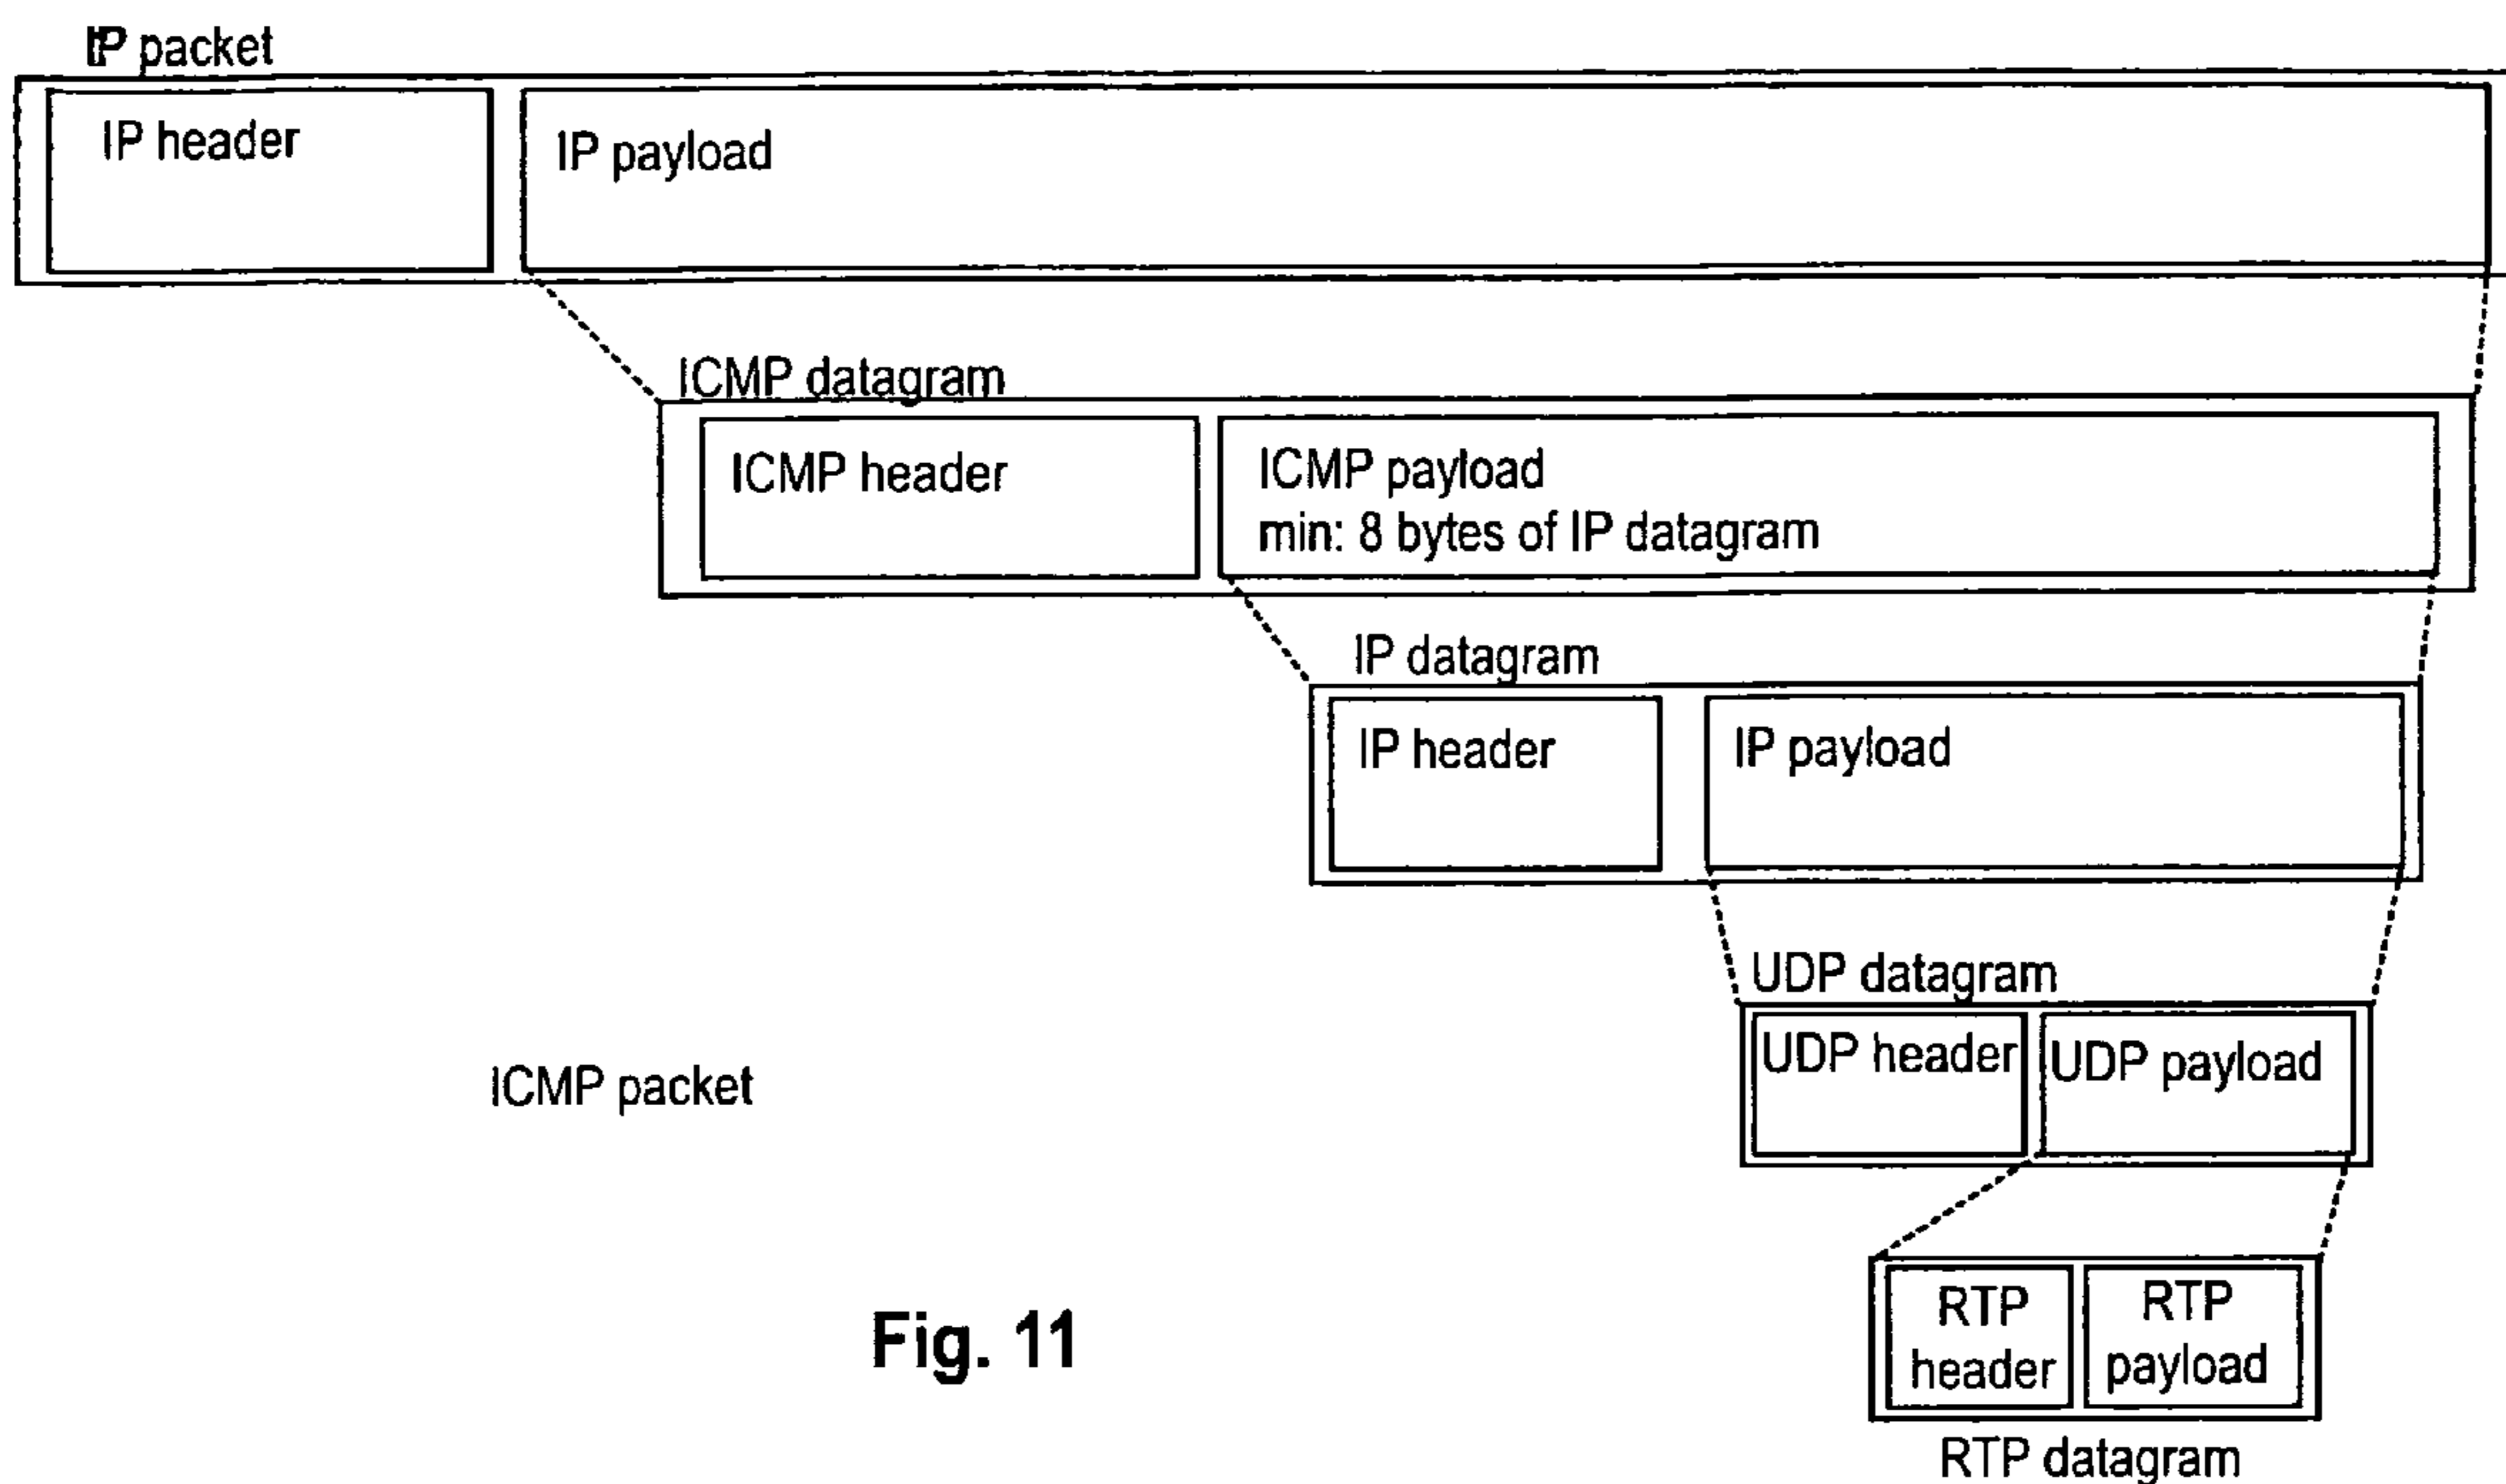 IP packet
IP header
IP payload
ICMP datagram
ICMP header
ICMP payload
min: 8 bytes of IP datagram
IP datagram
IP header
IP payload
UDP datagram
UDP header
UDP payload
ICMP packet
RTP
header
RTP
payload
Fig. 11
RTP datagram